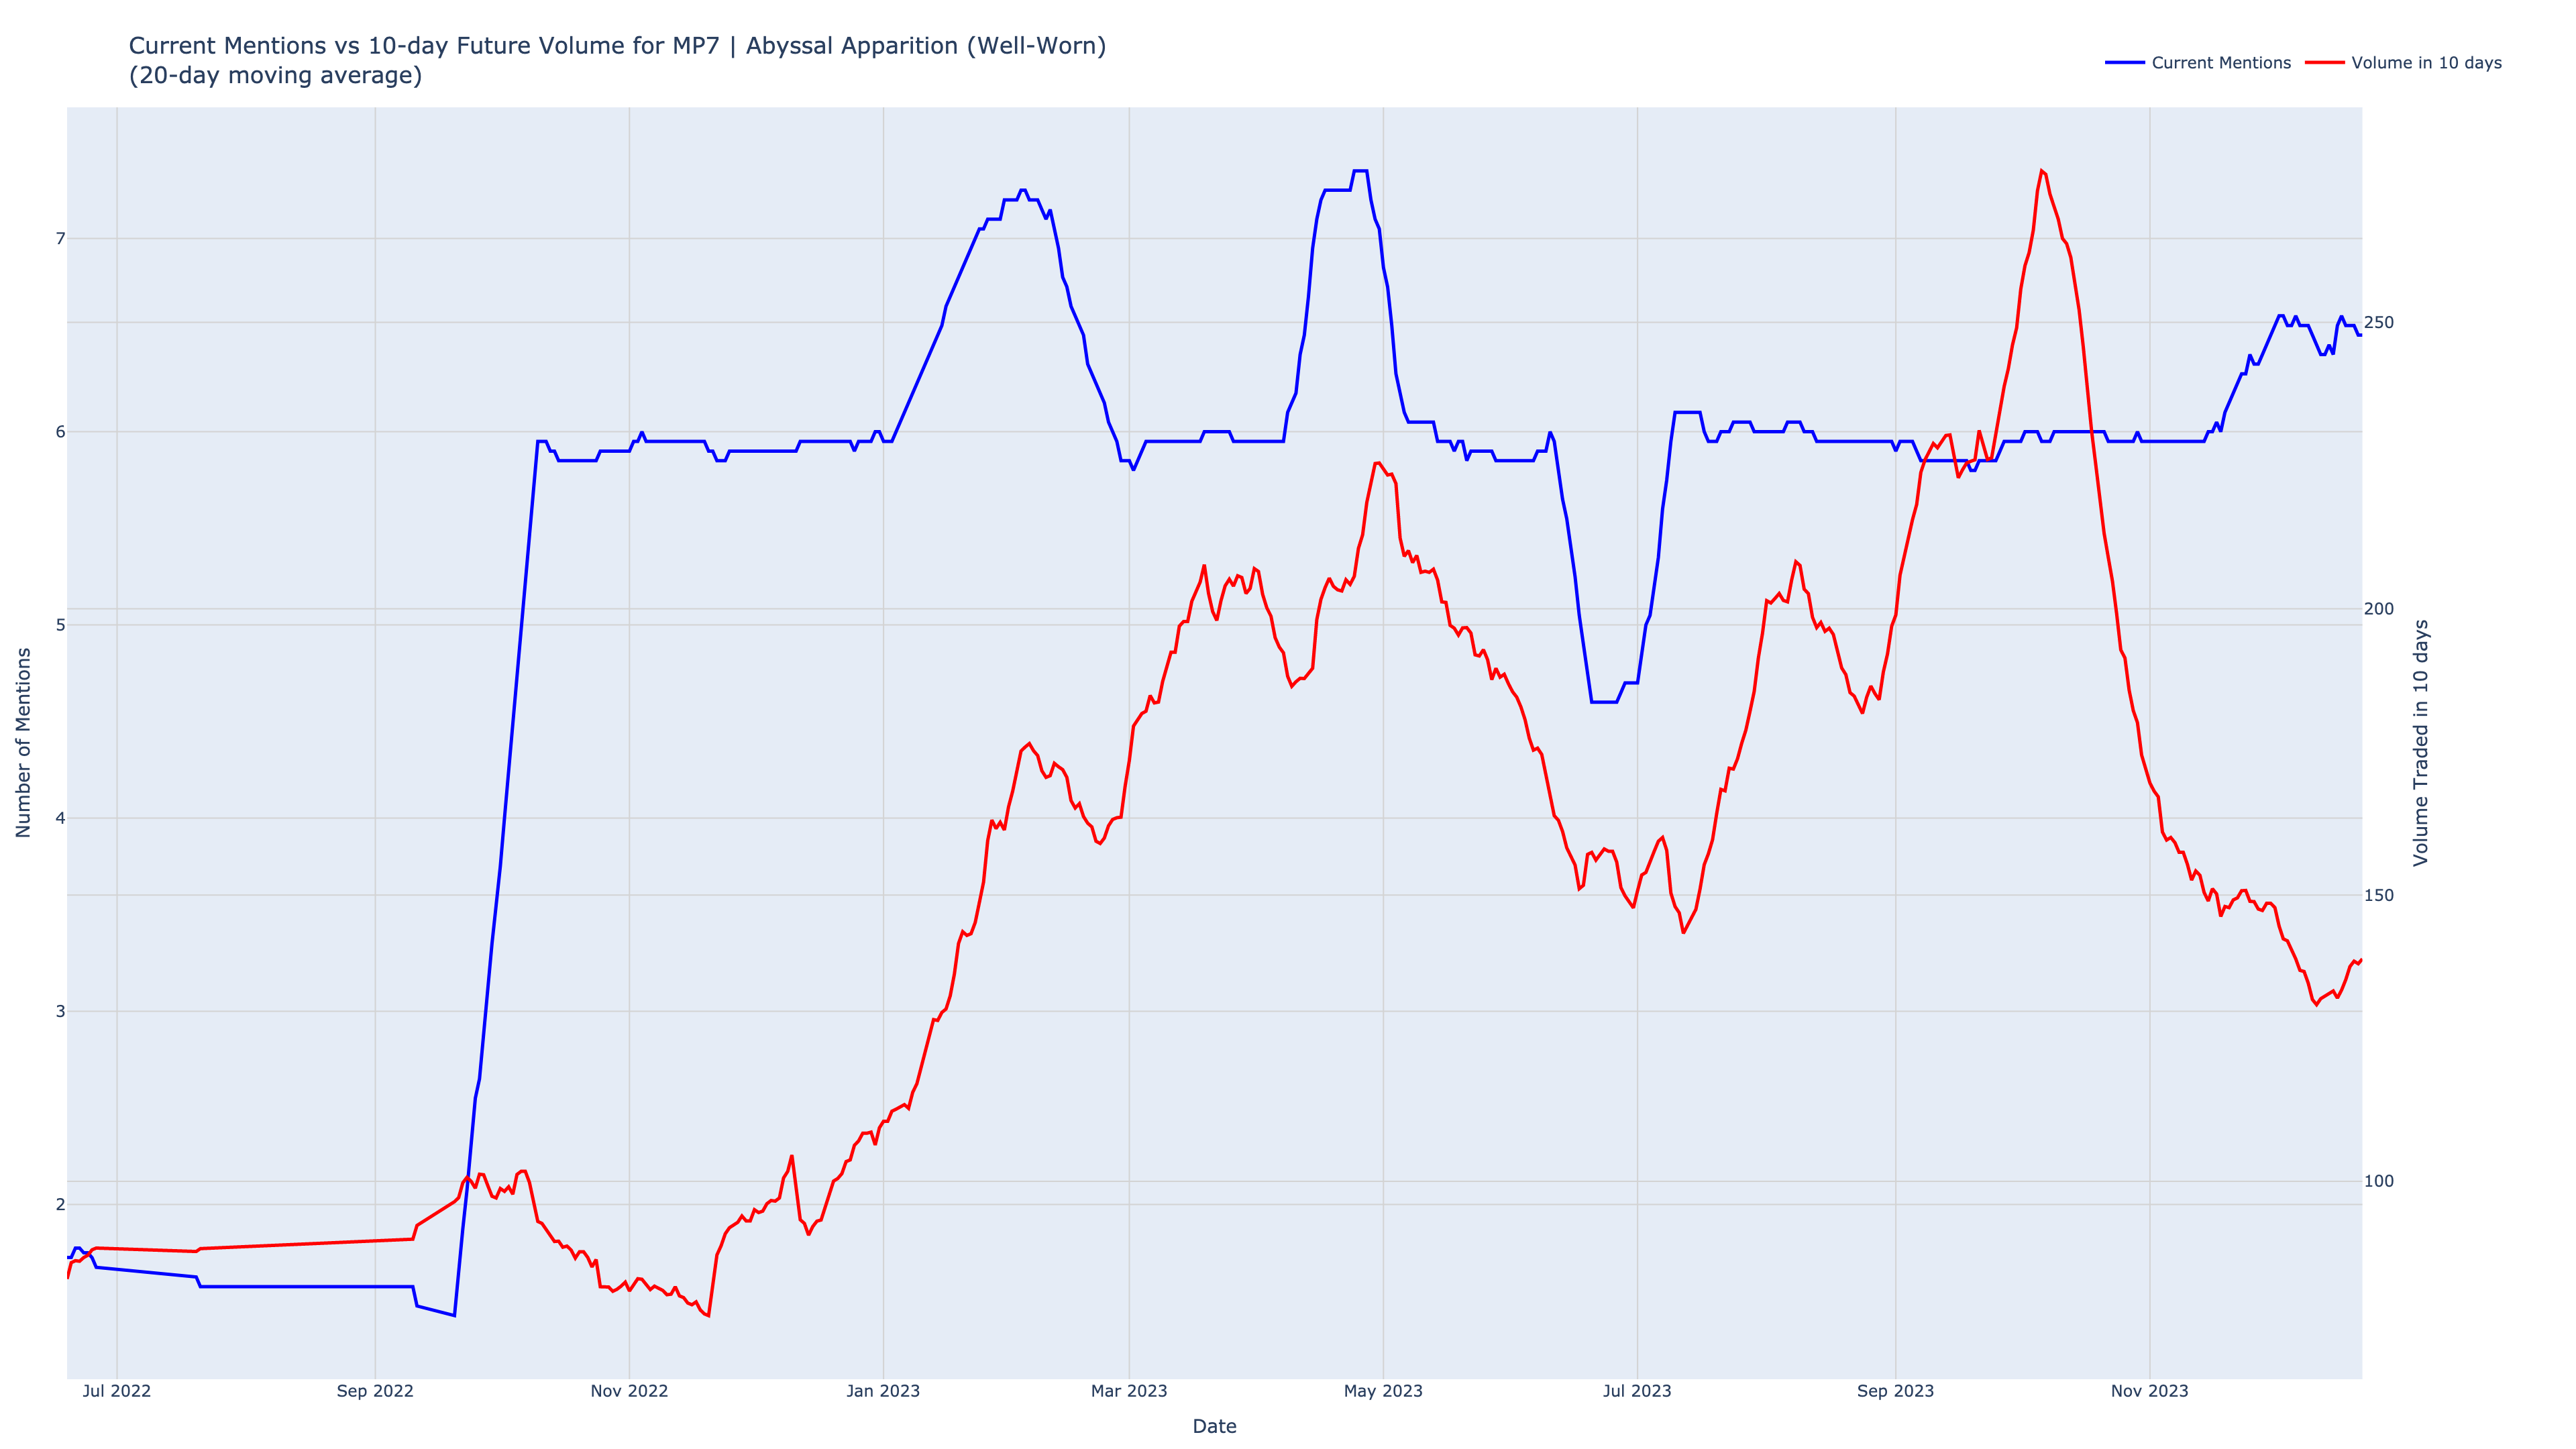 Current Mentions vs 10-day Future Volume for MP7 | Abyssal Apparition (Well-Worn)
(20-day moving average)
Current Mentions
Volume in 10 days
Number of Mentions
7
6
5
4
3
2
250
200
150
100
Volume Traded in 10 days
Jul 2022
Sep 2022
Nov 2022
Jan 2023
Mar 2023
May 2023
Jul 2023
Sep 2023
Nov 2023
Date